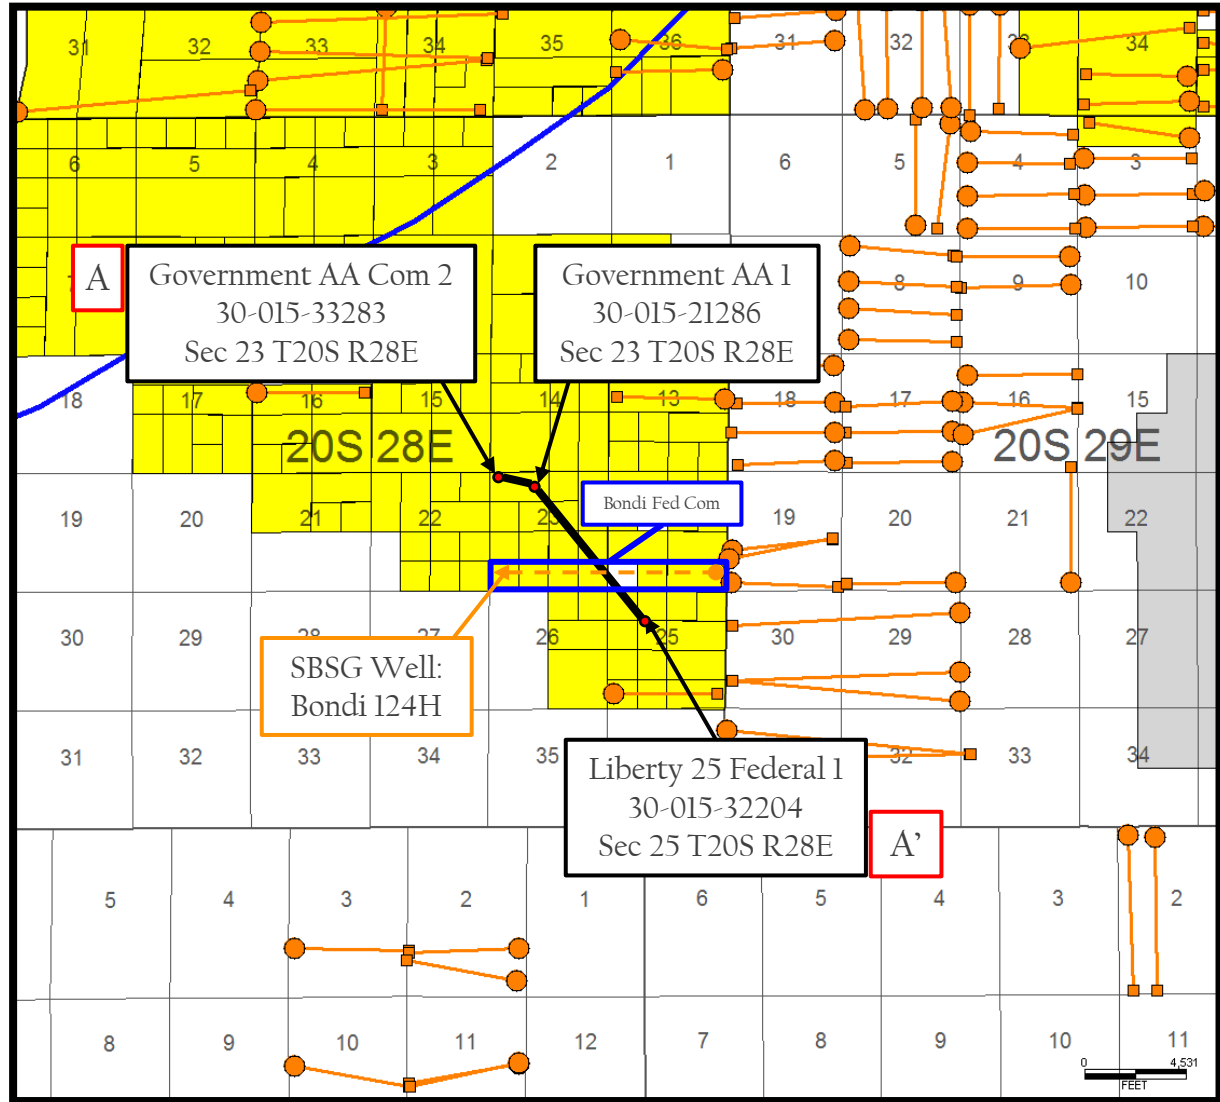 31 32 33 34 35 36 31 32 33 34
6 5 4 3 2 1 6 5 4 3
A
Government AA Com 2
30-015-33283
Sec 23 T20S R28E
Government AA 1
30-015-21286
Sec 23 T20S R28E
8 9 10
18 17 16 15 14 13 18 17 16 15
20S 28E 20S 29E
Bondi Fed Com
19 20 21 22 23 19 20 21 22
30 29 28 27 26 25 30 29 28 27
SBSG Well:
Bondi 124H
31 32 33 34 35 32 33 34
Liberty 25 Federal 1
30-015-32204
Sec 25 T20S R28E
A’
5 4 3 2 1 6 5 4 3 2
8 9 10 11 12 7 8 9 10 11
0 4,531
FEET